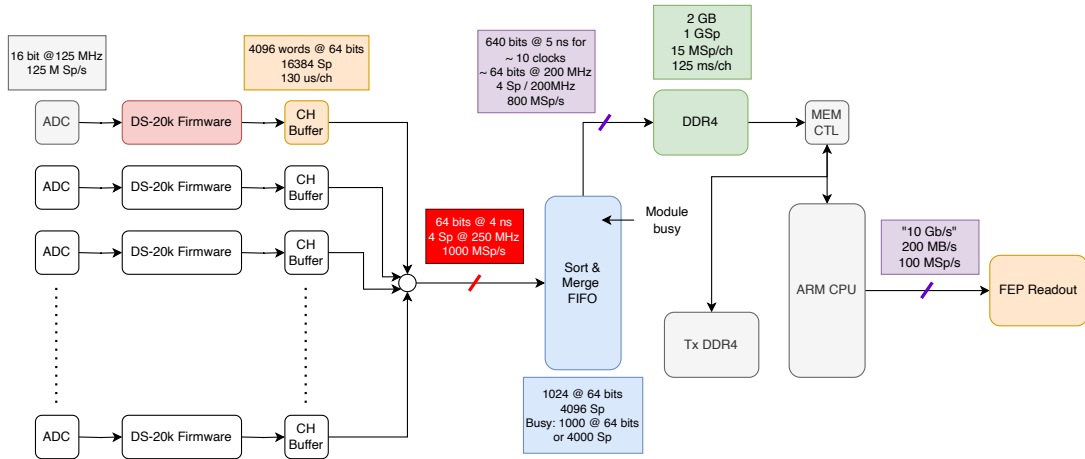 16 bit @125 MHz
125 M Sp/s
4096 words @ 64 bits
16384 Sp
130 us/ch
640 bits @ 5 ns for
~ 10 clocks
~ 64 bits @ 200 MHz
4 Sp / 200MHz
800 MSp/s
2 GB
1 GSp
15 MSp/ch
125 ms/ch
ADC
DS-20k Firmware
CH
Buffer
DDR4
MEM
CTL
ADC
DS-20k Firmware
CH
Buffer
ADC
DS-20k Firmware
CH
Buffer
64 bits @ 4 ns
4 Sp @ 250 MHz
1000 MSp/s
Module
busy
Sort &
Merge
FIFO
"10 Gb/s"
200 MB/s
100 MSp/s
ARM CPU
FEP Readout
Tx DDR4
1024 @ 64 bits
4096 Sp
Busy: 1000 @ 64 bits
or 4000 Sp
ADC
DS-20k Firmware
CH
Buffer